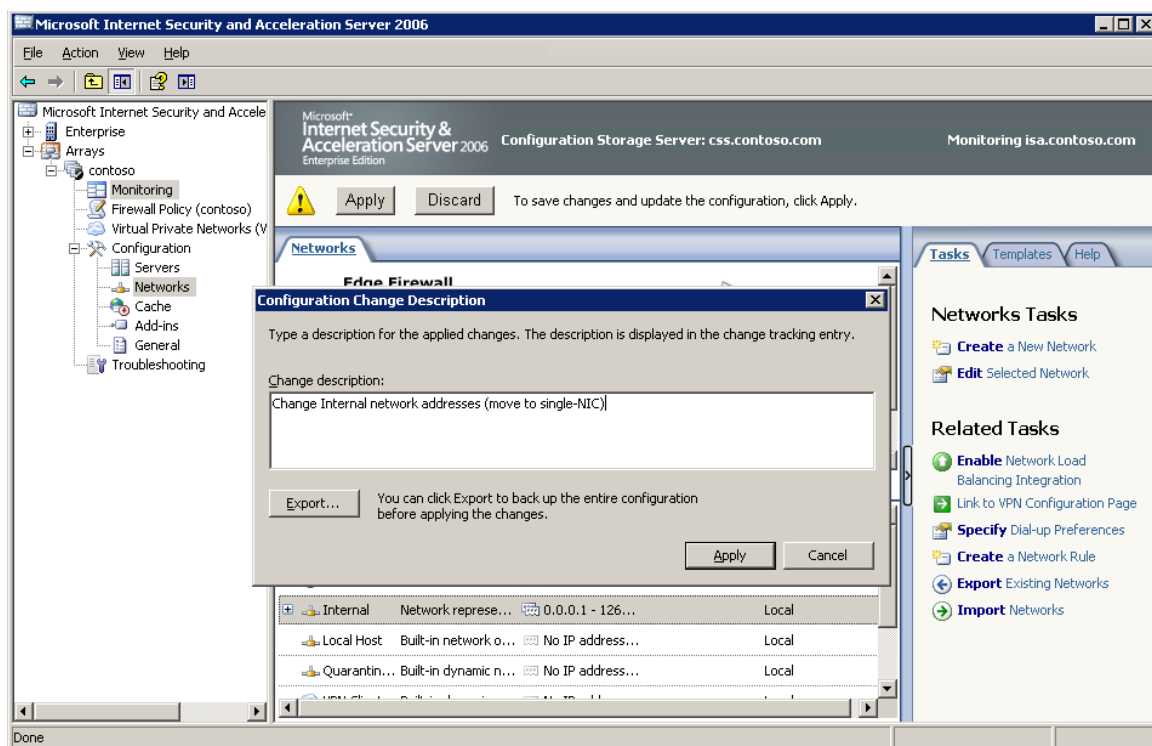 Microsoft Internet Security and Acceleration Server 2006
File Action View Help
Microsoft Internet Security and Accele
Enterprise
Arrays
contoso
Monitoring
Firewall Policy (contoso)
Virtual Private Networks (V
Configuration
Servers
Networks
Cache
Add-ins
General
Troubleshooting
Microsoft
Internet Security &
Acceleration Server 2006
Enterprise Edition
Configuration Storage Server: css.contoso.com
Monitoring isa.contoso.com
Apply Discard To save changes and update the configuration, click Apply.
Networks
Edge Firewall
Configuration Change Description
Type a description for the applied changes. The description is displayed in the change tracking entry.
Change description:
Change Internal network addresses (move to single-NIC)
Export... You can click Export to back up the entire configuration
before applying the changes.
Apply Cancel
Internal Network represe... 0.0.0.1 - 126... Local
Local Host Built-in network o... No IP address... Local
Quarantin... Built-in dynamic n... No IP address... Local
Tasks Templates Help
Networks Tasks
Create a New Network
Edit Selected Network
Related Tasks
Enable Network Load
Balancing Integration
Link to VPN Configuration Page
Specify Dial-up Preferences
Create a Network Rule
Export Existing Networks
Import Networks
Done